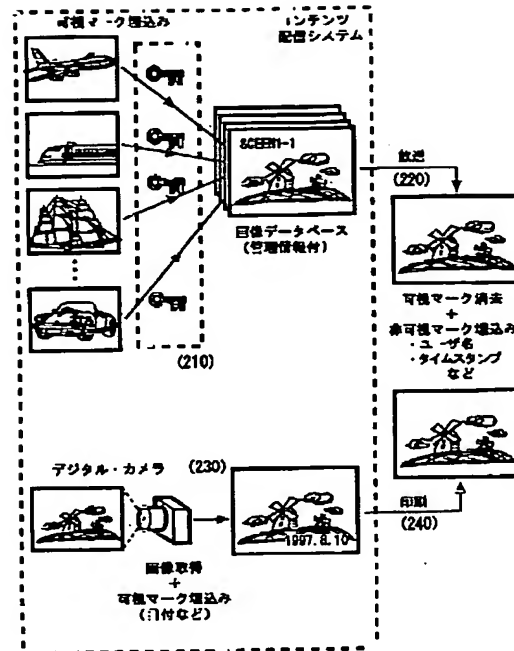 可視マーク埋込み
コンテンツ
配信システム
SCEEN1-1
画像データベース
(管理情報付)
(210)
放送
(220)
可視マーク消去
+
非可視マーク埋込み
・ユーザ名
・タイムスタンプ
など
デジタル・カメラ
(230)
1997.8.10
画像取得
+
可視マーク埋込み
(日付など)
印刷
(240)